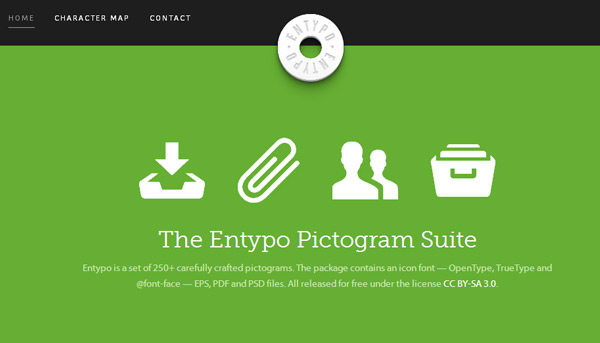 HOME CHARACTER MAP CONTACT
ENTYPO · ENTYPO ·
The Entypo Pictogram Suite
Entypo is a set of 250+ carefully crafted pictograms. The package contains an icon font — OpenType, TrueType and
@font-face — EPS, PDF and PSD files. All released for free under the license CC BY-SA 3.0.